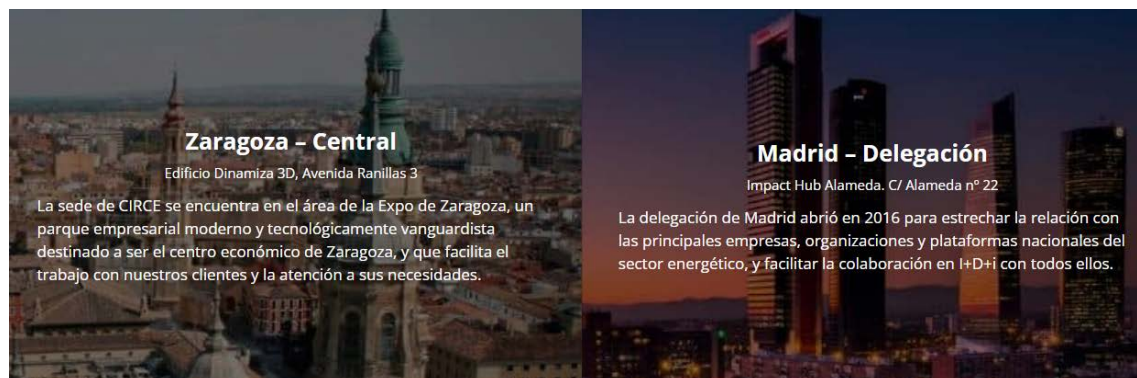 Zaragoza – Central
Edificio Dinamiza 3D, Avenida Ranillas 3
La sede de CIRCE se encuentra en el área de la Expo de Zaragoza, un
parque empresarial moderno y tecnológicamente vanguardista
destinado a ser el centro económico de Zaragoza, y que facilita el
trabajo con nuestros clientes y la atención a sus necesidades.
Madrid – Delegación
Impact Hub Alameda. C/ Alameda nº 22
La delegación de Madrid abrió en 2016 para estrechar la relación con
las principales empresas, organizaciones y plataformas nacionales del
sector energético, y facilitar la colaboración en I+D+i con todos ellos.